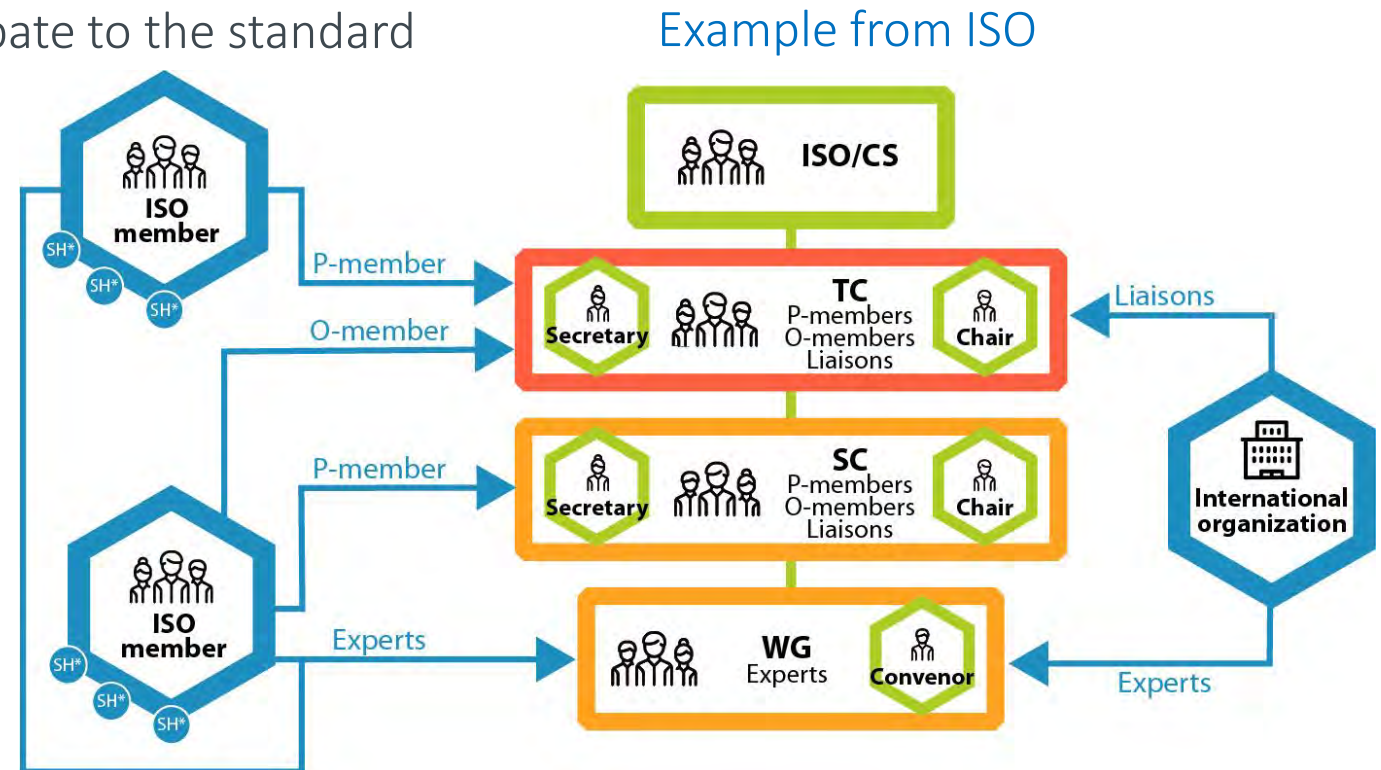 to the standard
Example from ISO
ISO
member
SH*
SH*
SH*
P-member
O-member
P-member
Experts
ISO
member
SH*
SH*
SH*
ISO/CS
Secretary
TC
P-members
O-members
Liaisons
Chair
Secretary
SC
P-members
O-members
Liaisons
Chair
WG
Experts
Convenor
Liaisons
International
organization
Experts